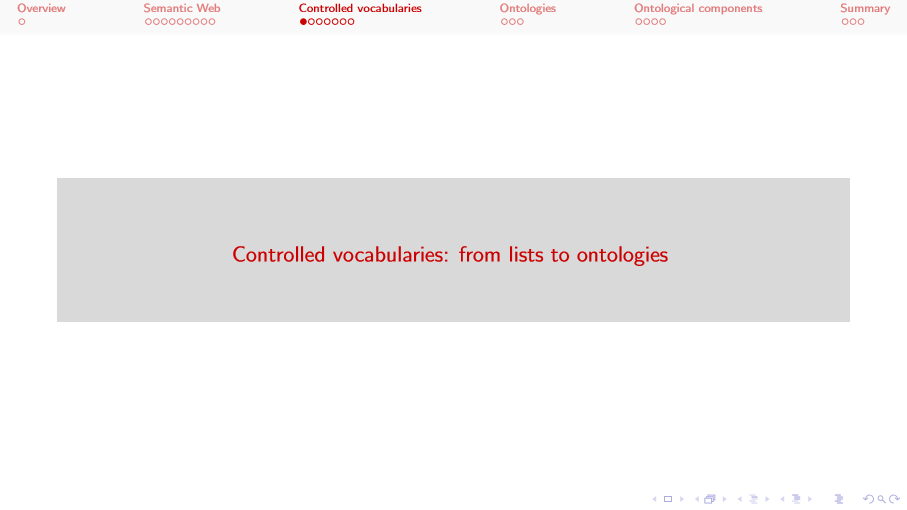 Overview Semantic Web Controlled vocabularies Ontologies Ontological components Summary
Controlled vocabularies: from lists to ontologies